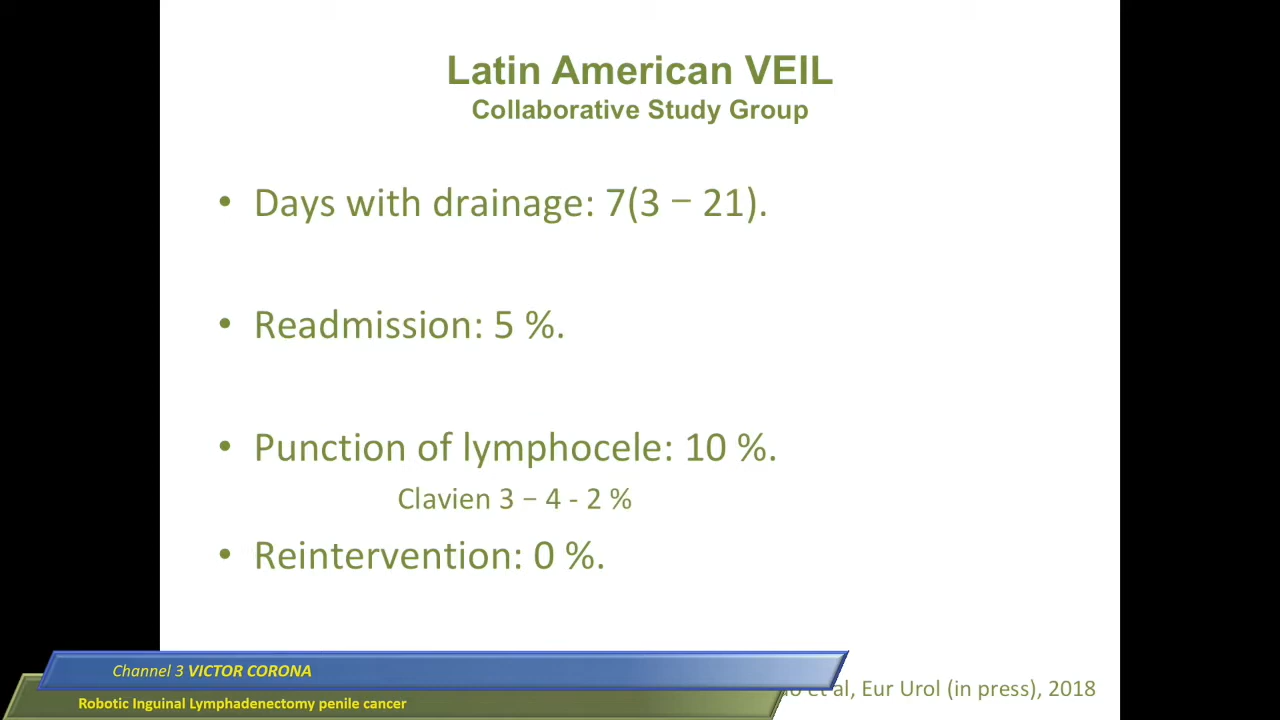 Latin American VEIL
Collaborative Study Group
• Days with drainage: 7(3 – 21).
• Readmission: 5 %.
• Punction of lymphocele: 10 %.
Clavien 3 – 4 - 2 %
• Reintervention: 0 %.
Channel 3 VICTOR CORONA
et al, Eur Urol (in press), 2018
Robotic Inguinal Lymphadenectomy penile cancer